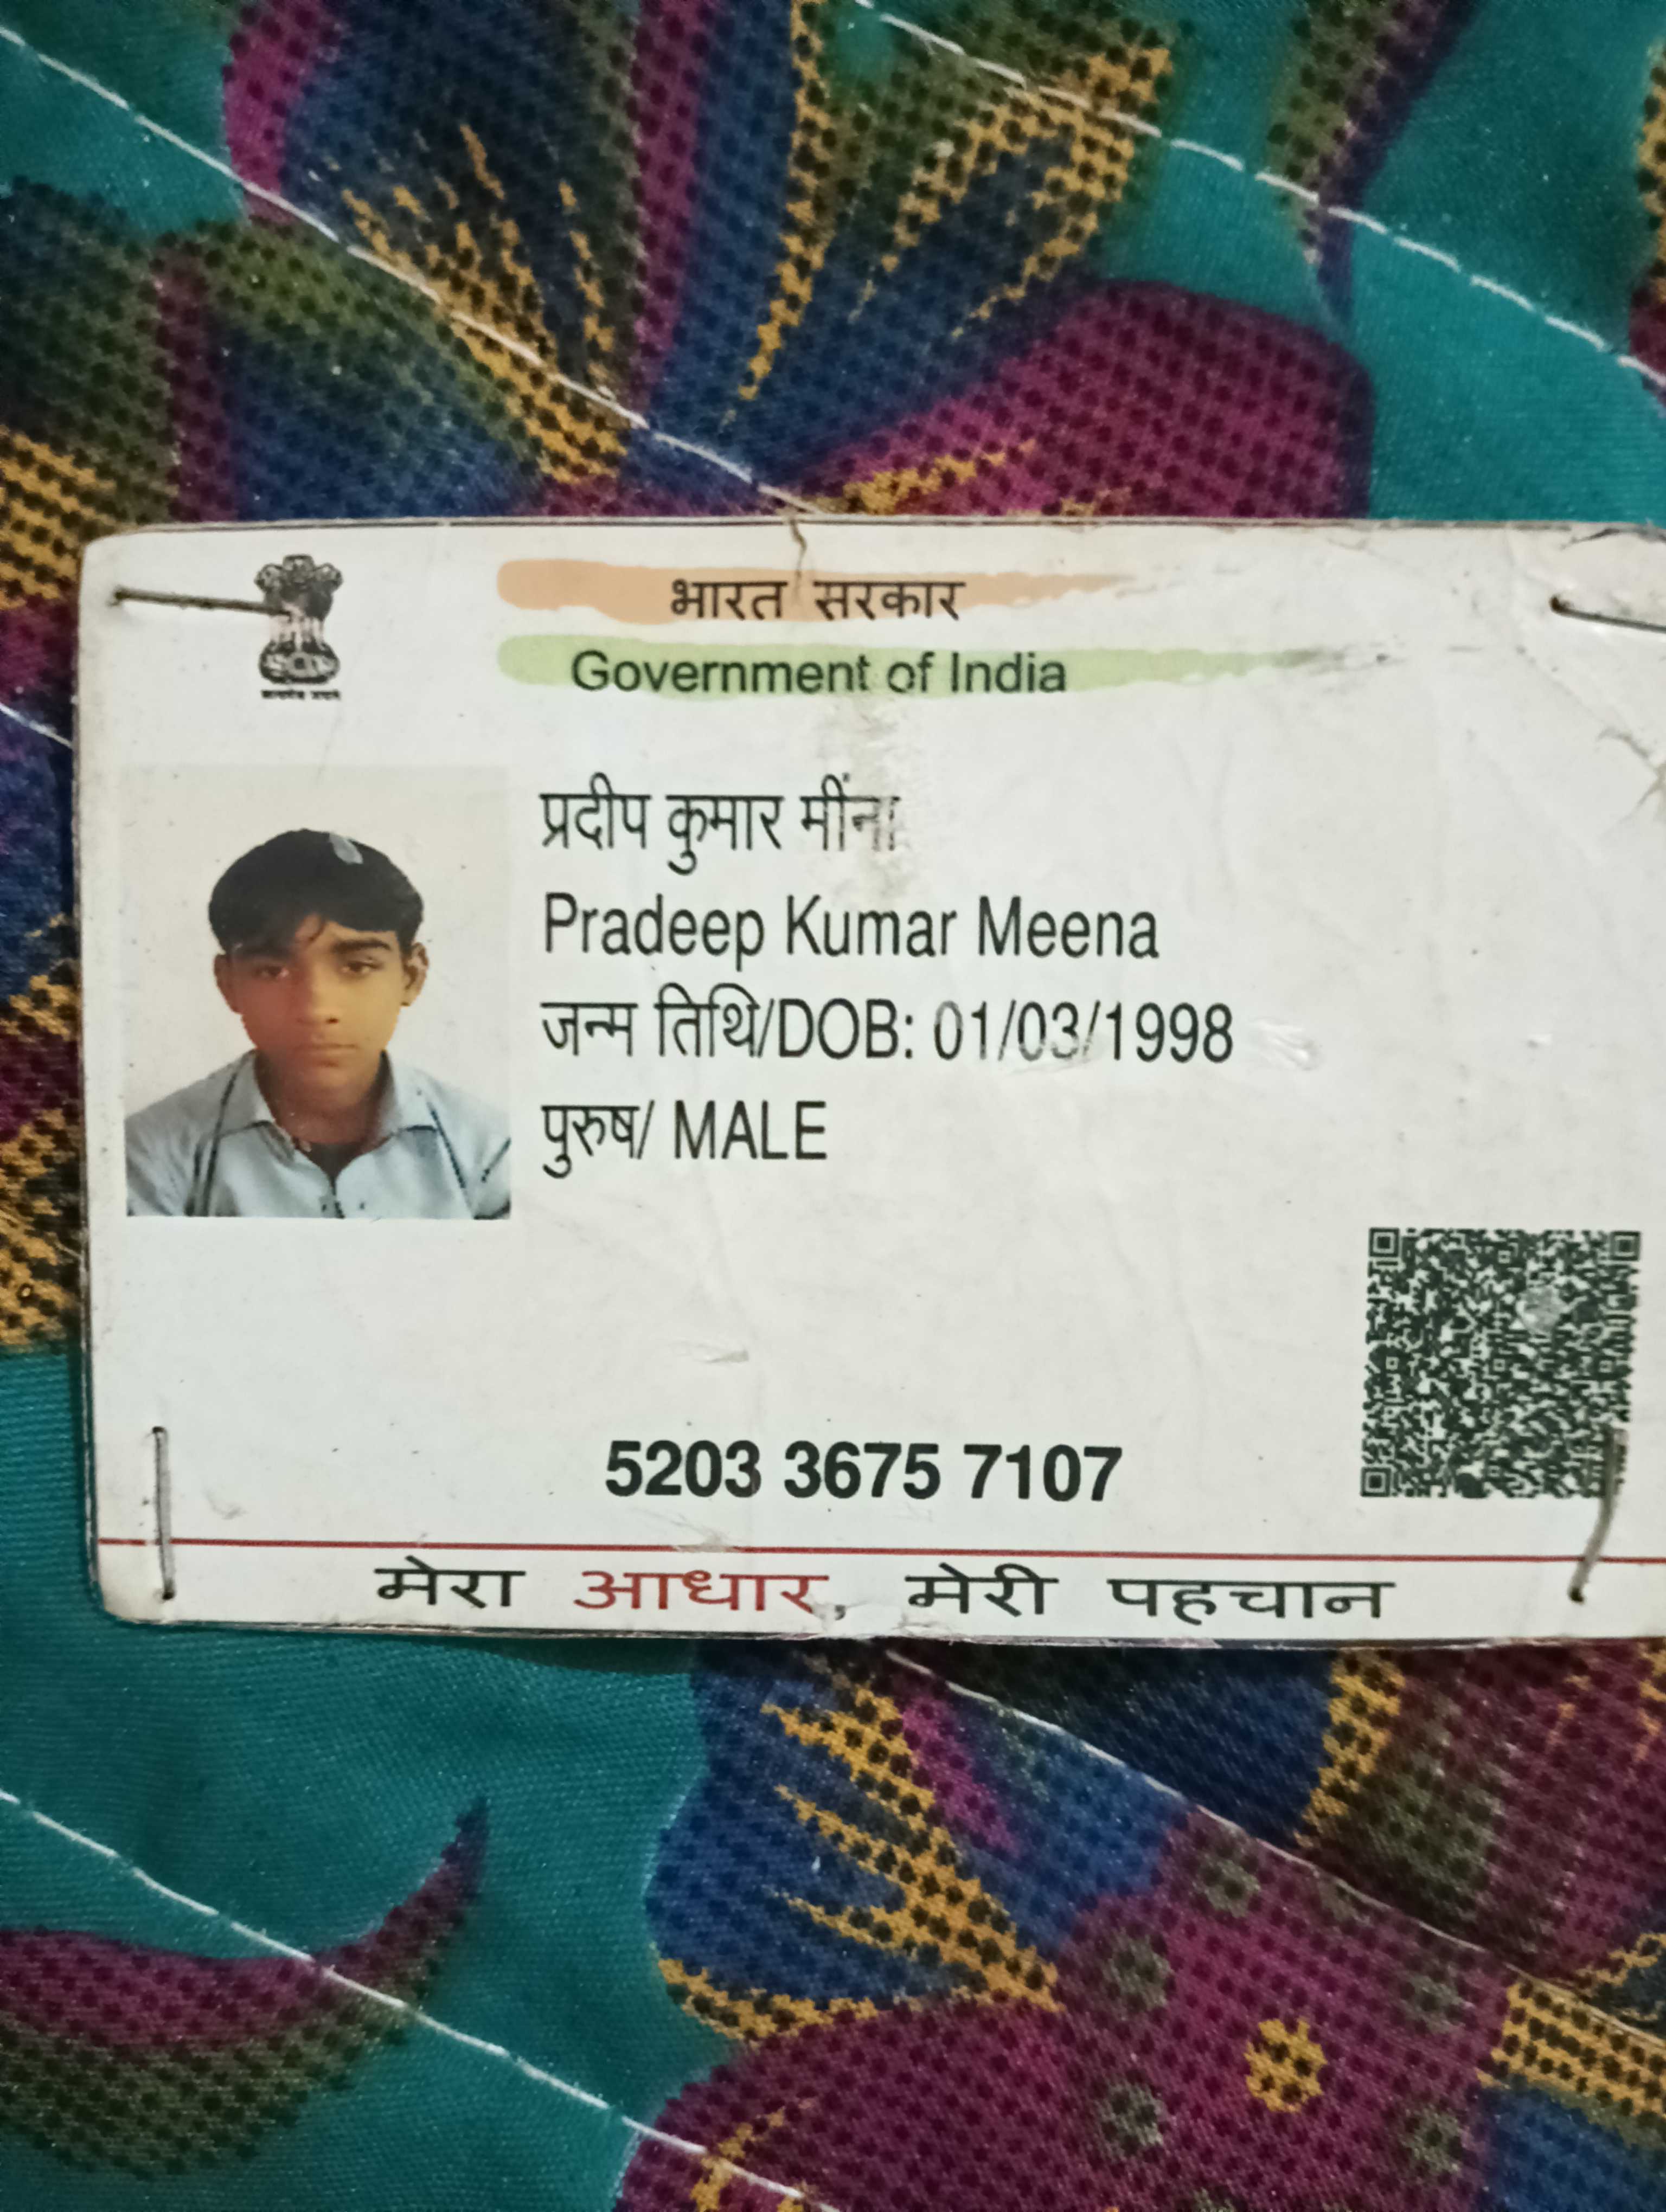 भारत सरकार
Government of India
प्रदीप कुमार मींना
Pradeep Kumar Meena
जन्म तिथि/DOB: 01/03/1998
पुरुष/ MALE
5203 3675 7107
मेरा आधार, मेरी पहचान